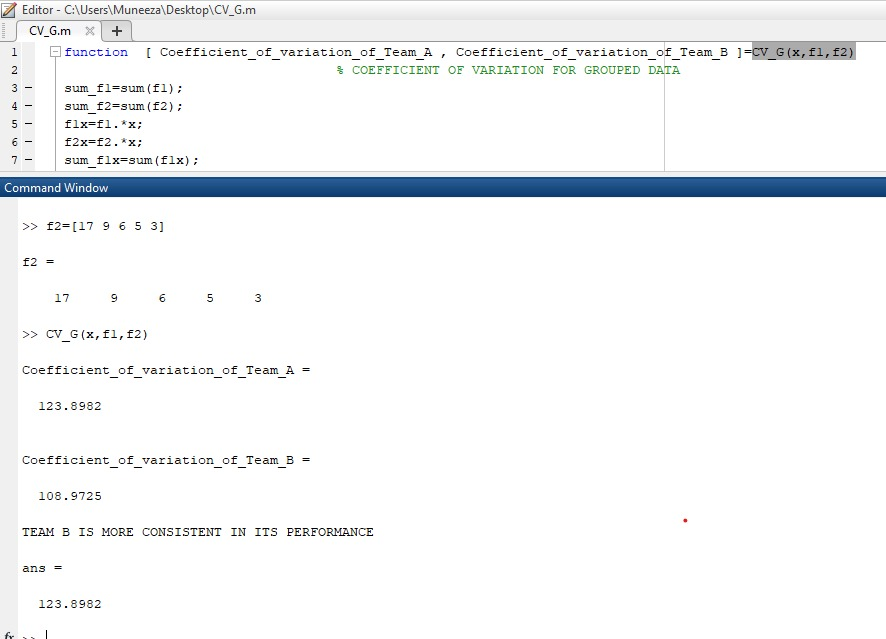 Editor - C:\Users\Muneeza\Desktop\CV_G.m
CV_G.m × +
1 function [ Coefficient_of_variation_of_Team_A , Coefficient_of_variation_of_Team_B ]=CV_G(x,f1,f2)
2 % COEFFICIENT OF VARIATION FOR GROUPED DATA
3 - sum_f1=sum(f1);
4 - sum_f2=sum(f2);
5 - f1x=f1.*x;
6 - f2x=f2.*x;
7 - sum_f1x=sum(f1x);
Command Window
>> f2=[17 9 6 5 3]
f2 =
17 9 6 5 3
>> CV_G(x,f1,f2)
Coefficient_of_variation_of_Team_A =
123.8982
Coefficient_of_variation_of_Team_B =
108.9725
TEAM B IS MORE CONSISTENT IN ITS PERFORMANCE
ans =
123.8982
fx >>